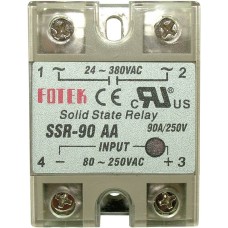 1 ~ 24 ~ 380VAC ~ 2
FOTEK CE c UR US
Solid State Relay
SSR-90 AA 90A/250V
INPUT
4 - 80 ~ 250VAC + 3